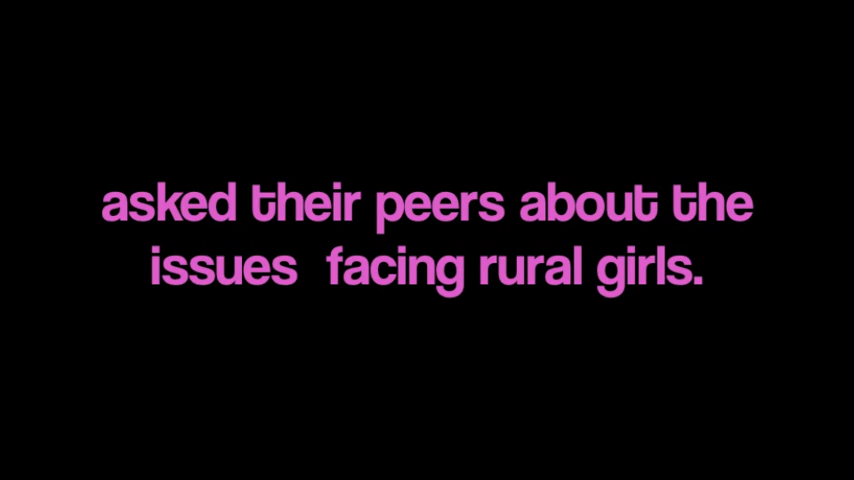 asked their peers about the
issues  facing rural girls.